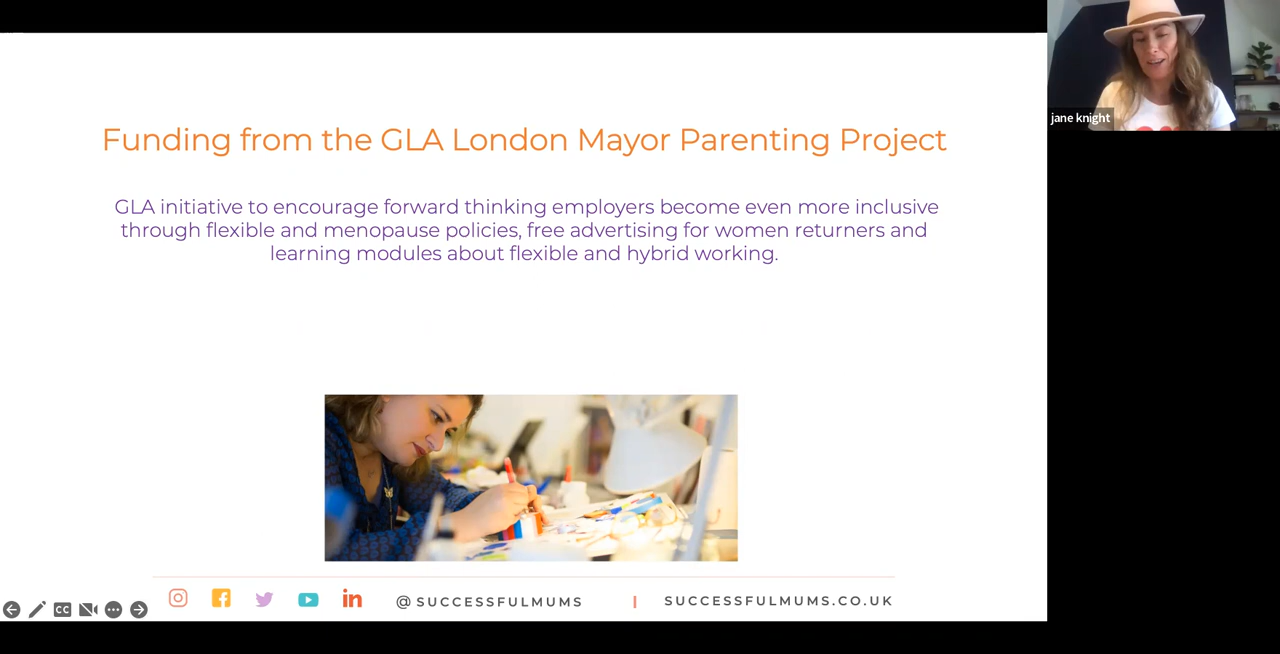 Funding from the GLA London Mayor Parenting Project
GLA initiative to encourage forward thinking employers become even more inclusive
through flexible and menopause policies, free advertising for women returners and
learning modules about flexible and hybrid working.
@SUCCESSFULMUMS | SUCCESSFULMUMS.CO.UK
CC
jane knight